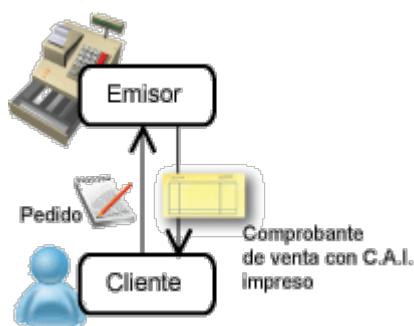 Emisor
Pedido
Comprobante
de venta con C.A.I.
impreso
Cliente